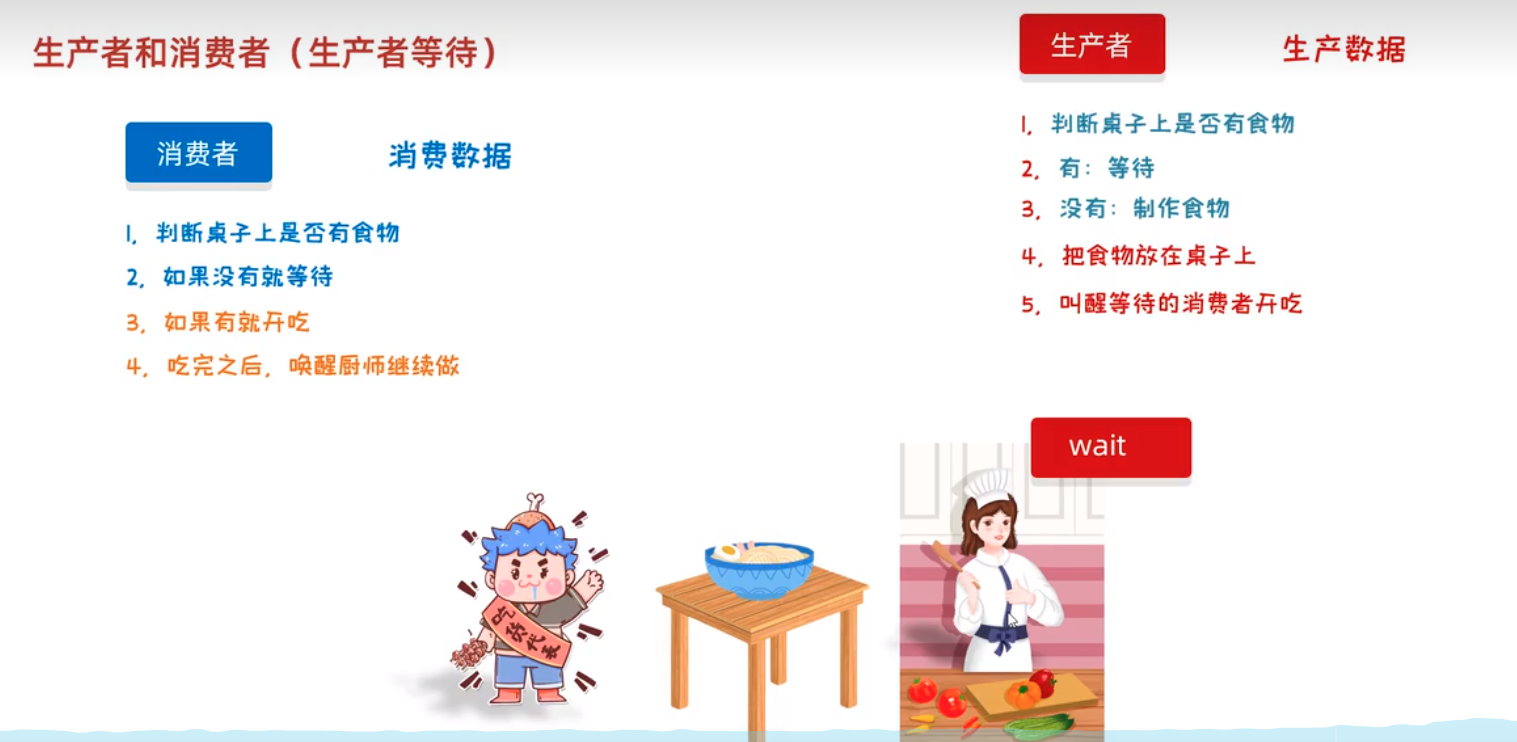 生产者和消费者（生产者等待）
消费者
消费数据
1, 判断桌子上是否有食物
2, 如果没有就等待
3, 如果有就开吃
4, 吃完之后, 唤醒厨师继续做
生产者
生产数据
1, 判断桌子上是否有食物
2, 有: 等待
3, 没有: 制作食物
4, 把食物放在桌子上
5, 叫醒等待的消费者开吃
wait
吃货代表